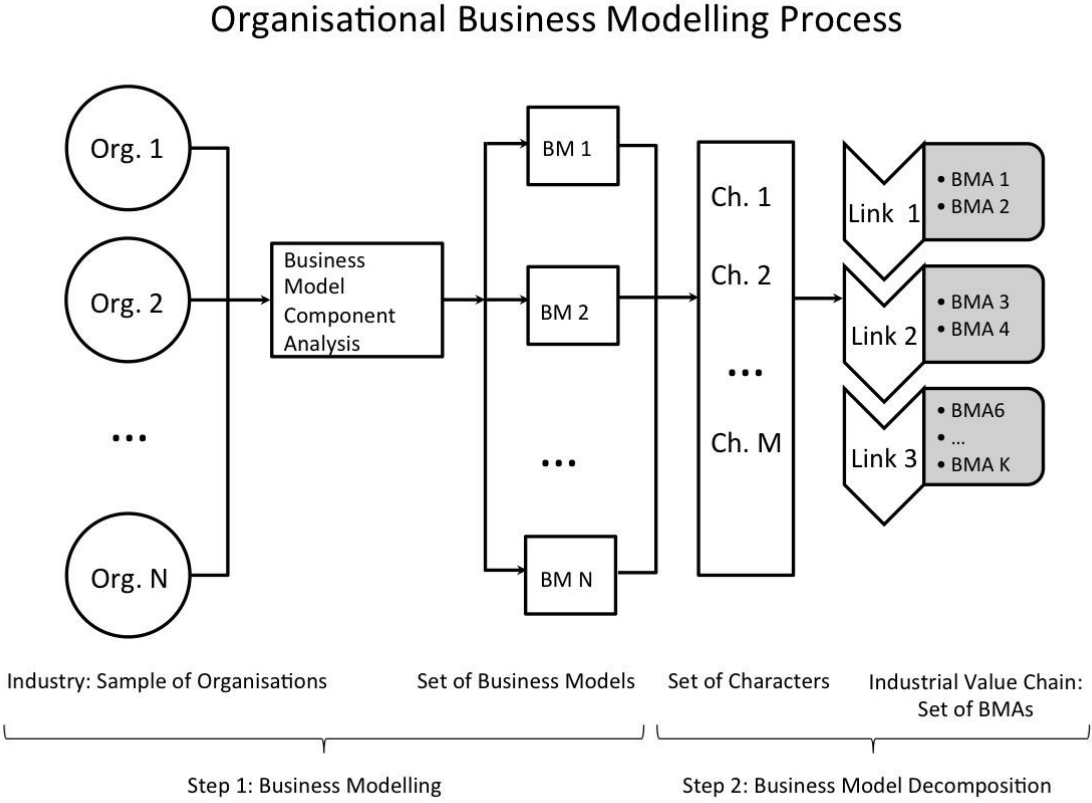 Organisational Business Modelling Process
Org. 1
Org. 2
...
Org. N
Business
Model
Component
Analysis
BM 1
BM 2
...
BM N
Ch. 1
Ch. 2
...
Ch. M
Link 1
• BMA 1
• BMA 2
Link 2
• BMA 3
• BMA 4
Link 3
• BMA6
• ...
• BMA K
Industry: Sample of Organisations
Set of Business Models
Set of Characters
Industrial Value Chain:
Set of BMAs
Step 1: Business Modelling
Step 2: Business Model Decomposition